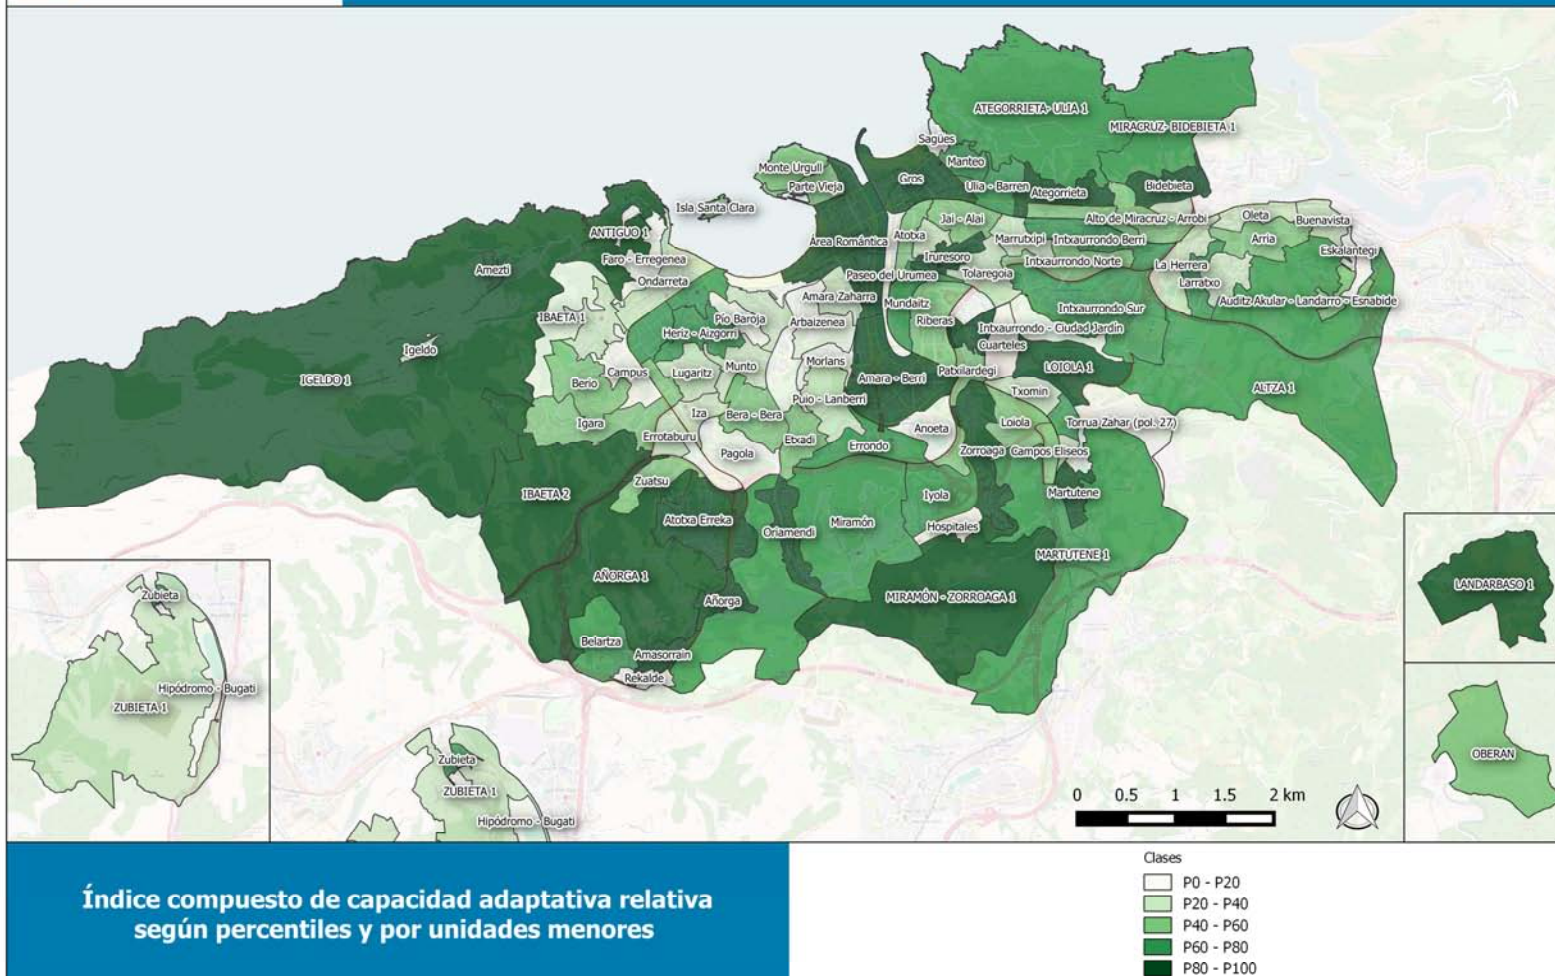 ATEGORRIETA- ULIA 1
MIRACRUZ- BIDEBIETA 1
Sagües
Manteo
Monte Urgull
Parte Vieja
Gros
Ulia - Barren
Ategorrieta
Bidebieta
Isla Santa Clara
ANTIGUO 1
Área Romántica
Atotxa
Jai - Alai
Alto de Miracruz - Arrobi
Oleta
Buenavista
Marrutxipi
Intxaurrondo Berri
Arria
Eskalantegi
Faro - Erregenea
Iruresoro
Intxaurrondo Norte
La Herrera
Amezti
Ondarreta
Paseo del Urumea
Tolaregoia
Larratxo
Amara Zaharra
Mundaitz
Auditz Akular - Landarro - Esnabide
IBAETA 1
Pío Baroja
Arbaizenea
Riberas
Intxaurrondo Sur
Heriz - Aizgorri
Intxaurrondo - Ciudad Jardín
Igeldo
Cuarteles
IGELDO 1
Campus
Lugaritz
Munto
Morlans
Amara - Berri
Patxilardegi
LOIOLA 1
Berio
Puio - Lanberri
Txomin
ALTZA 1
Igara
Iza
Bera - Bera
Anoeta
Loiola
Torrua Zahar (pol. 27)
Errotaburu
Etxadi
Errondo
Zorroaga
Campos Elíseos
Pagola
Zuatsu
IBAETA 2
Iyola
Martutene
Atotxa Erreka
Oriamendi
Miramón
Hospitales
MARTUTENE 1
AÑORGA 1
Añorga
MIRAMÓN - ZORROAGA 1
LANDARBASO 1
Belartza
Amasorrain
Rekalde
Zubieta
Hipódromo - Bugati
ZUBIETA 1
Zubieta
ZUBIETA 1
Hipódromo - Bugati
OBERAN
0 0.5 1 1.5 2 km
Índice compuesto de capacidad adaptativa relativa
según percentiles y por unidades menores
Clases
P0 - P20
P20 - P40
P40 - P60
P60 - P80
P80 - P100